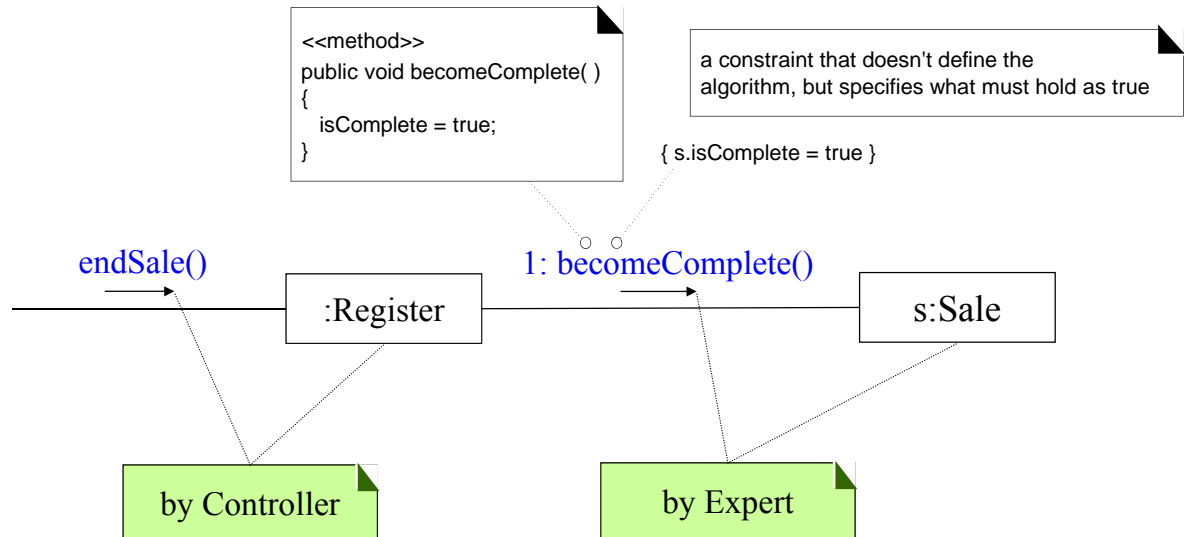 <<method>>
public void becomeComplete( )
{
isComplete = true;
}
a constraint that doesn't define the
algorithm, but specifies what must hold as true
{ s.isComplete = true }
endSale()
1: becomeComplete()
:Register
s:Sale
by Controller
by Expert